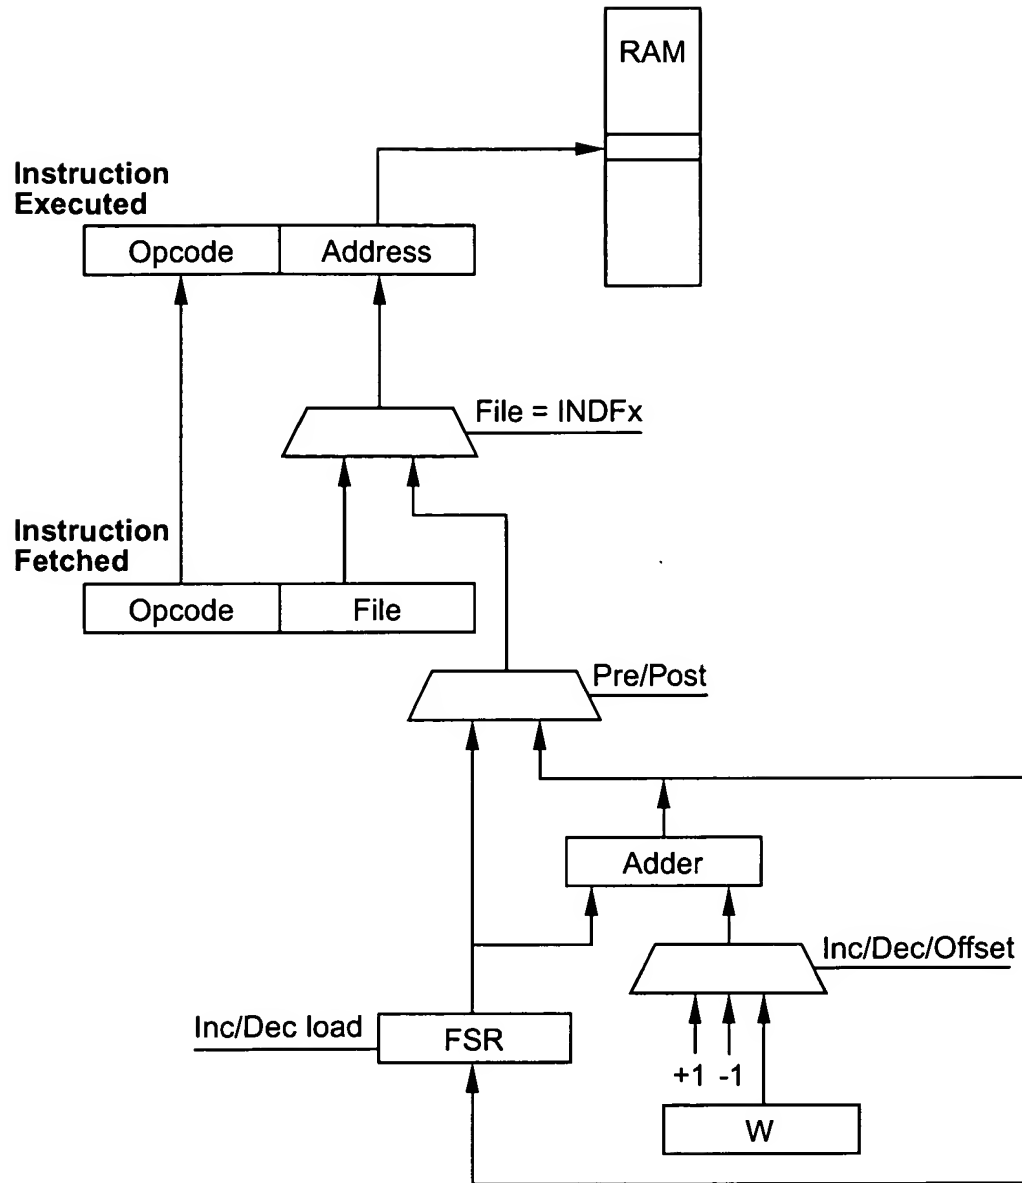 RAM
Instruction
Executed
Opcode
Address
File = INDFx
Instruction
Fetched
Opcode
File
Pre/Post
Adder
Inc/Dec/Offset
Inc/Dec load
FSR
+1
-1
W